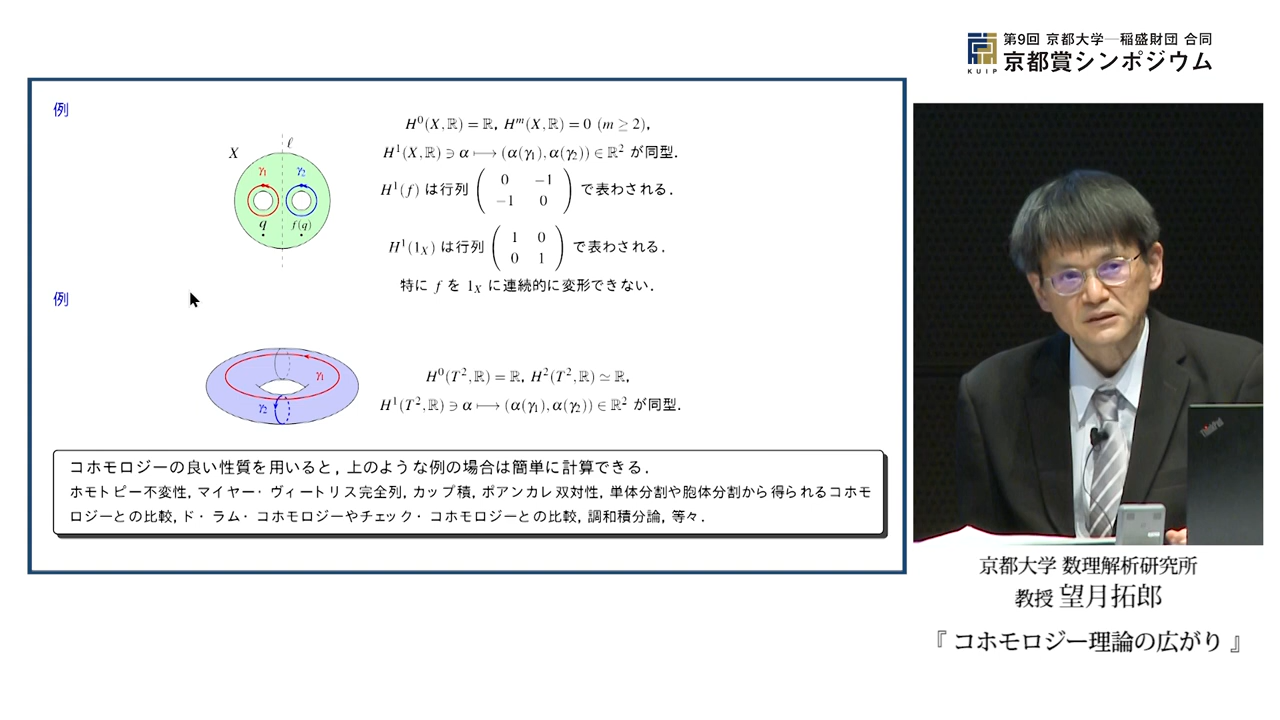 第9回 京都大学―稲盛財団 合同
京都賞シンポジウム
KUIP
例
X
ℓ
γ₁
γ₂
q
f(q)
H⁰(X,ℝ) = ℝ, Hᵐ(X,ℝ) = 0 (m ≥ 2),
H¹(X,ℝ) ∋ α ⟼ (α(γ₁),α(γ₂)) ∈ ℝ² が同型.
H¹(f) は行列 ( 0 −1 −1 0 ) で表わされる.
H¹(1_X) は行列 ( 1 0 0 1 ) で表わされる.
特に f を 1_X に連続的に変形できない.
例
γ₁
γ₂
H⁰(T²,ℝ) = ℝ, H²(T²,ℝ) ≃ ℝ,
H¹(T²,ℝ) ∋ α ⟼ (α(γ₁),α(γ₂)) ∈ ℝ² が同型.
コホモロジーの良い性質を用いると, 上のような例の場合は簡単に計算できる.
ホモトピー不変性, マイヤー・ヴィートリス完全列, カップ積, ポアンカレ双対性, 単体分割や胞体分割から得られるコホモ
ロジーとの比較, ド・ラム・コホモロジーやチェック・コホモロジーとの比較, 調和積分論, 等々.
ThinkPad
京都大学 数理解析研究所
教授 望月拓郎
『 コホモロジー理論の広がり 』